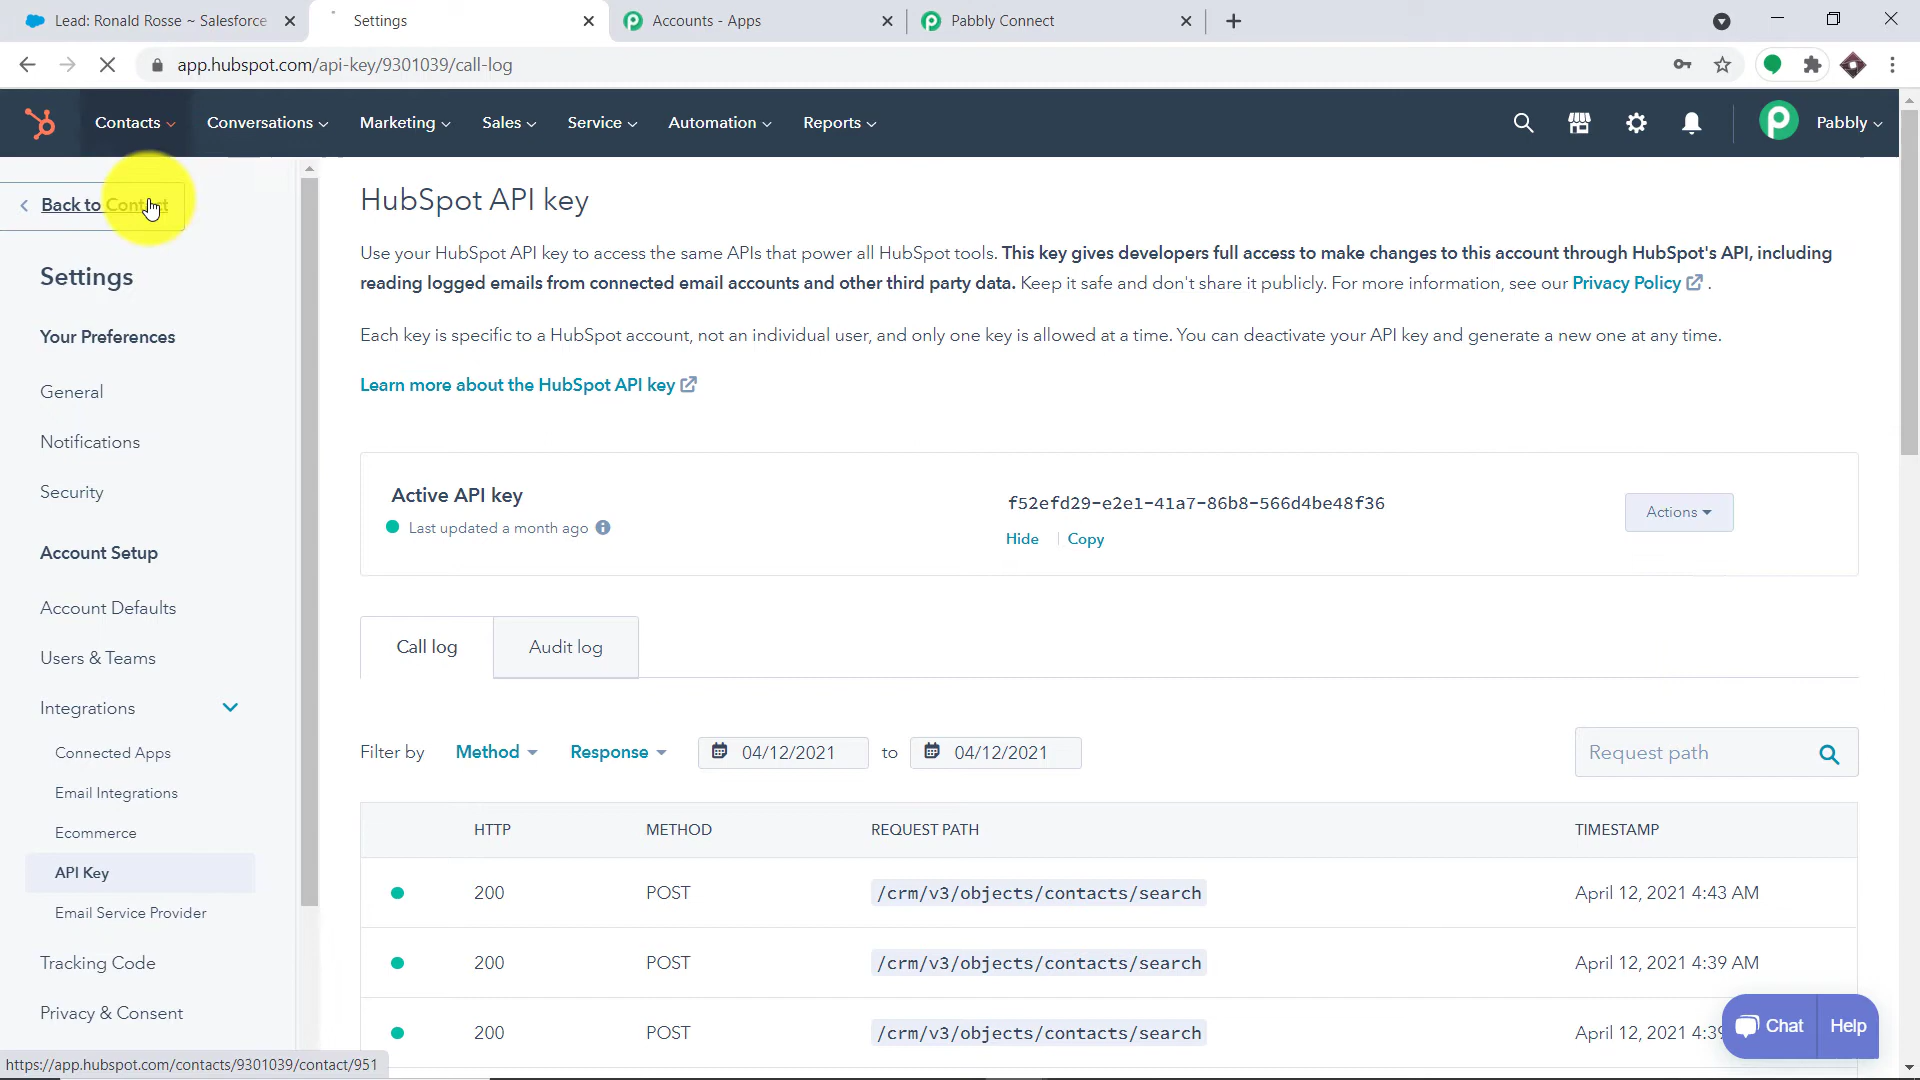 Lead: Ronald Rosse ~ Salesforce
Settings
Accounts - Apps
Pabbly Connect
app.hubspot.com/api-key/9301039/call-log
Contacts
Conversations
Marketing
Sales
Service
Automation
Reports
Pabbly
Back to Contact
Settings
Your Preferences
General
Notifications
Security
Account Setup
Account Defaults
Users & Teams
Integrations
Connected Apps
Email Integrations
Ecommerce
API Key
Email Service Provider
Tracking Code
Privacy & Consent
HubSpot API key
Use your HubSpot API key to access the same APIs that power all HubSpot tools. This key gives developers full access to make changes to this account through HubSpot's API, including
reading logged emails from connected email accounts and other third party data. Keep it safe and don't share it publicly. For more information, see our Privacy Policy .
Each key is specific to a HubSpot account, not an individual user, and only one key is allowed at a time. You can deactivate your API key and generate a new one at any time.
Learn more about the HubSpot API key
Active API key
Last updated a month ago
f52efd29-e2e1-41a7-86b8-566d4be48f36
Hide
Copy
Actions
Call log
Audit log
Filter by Method Response 04/12/2021 to 04/12/2021
Request path
HTTP METHOD REQUEST PATH TIMESTAMP
200 POST /crm/v3/objects/contacts/search April 12, 2021 4:43 AM
200 POST /crm/v3/objects/contacts/search April 12, 2021 4:39 AM
200 POST /crm/v3/objects/contacts/search April 12, 2021 4:39
Chat
Help
https://app.hubspot.com/contacts/9301039/contact/951